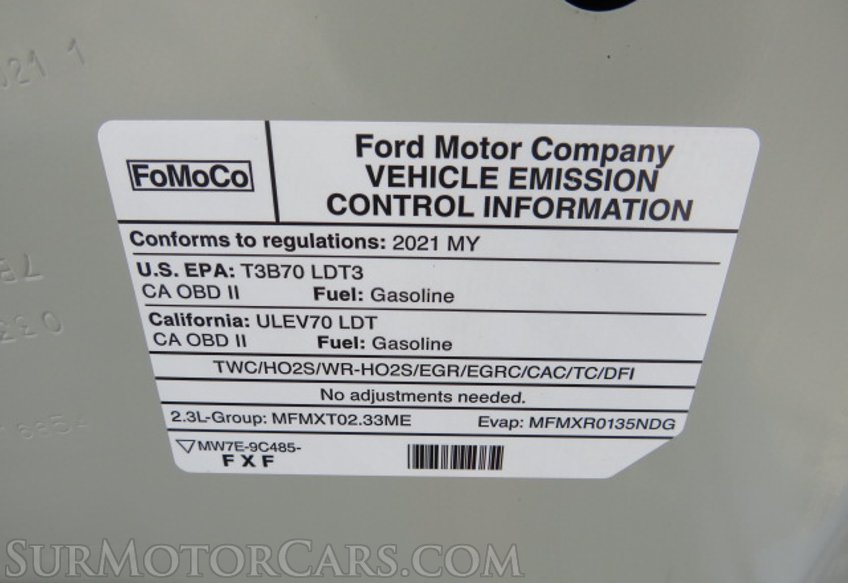 021 1
FoMoCo
Ford Motor Company
VEHICLE EMISSION
CONTROL INFORMATION
Conforms to regulations: 2021 MY
U.S. EPA: T3B70 LDT3
CA OBD II Fuel: Gasoline
California: ULEV70 LDT
CA OBD II Fuel: Gasoline
TWC/HO2S/WR-HO2S/EGR/EGRC/CAC/TC/DFI
No adjustments needed.
2.3L-Group: MFMXT02.33ME Evap: MFMXR0135NDG
MW7E-9C485-
FXF
SurMotorCars.com